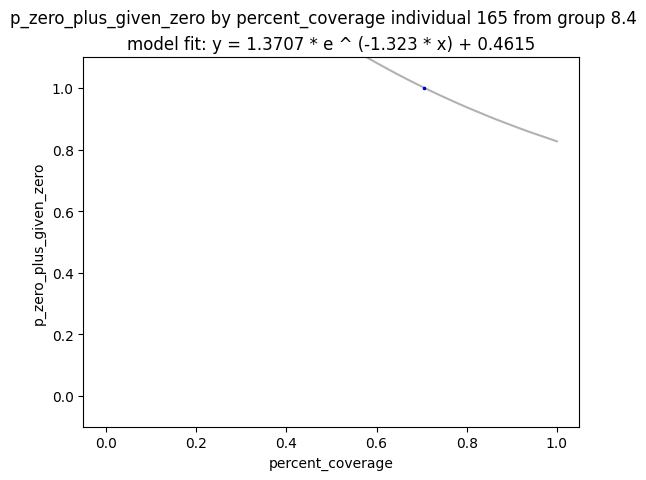 p_zero_plus_given_zero by percent_coverage individual 165 from group 8.4
model fit: y = 1.3707 * e ^ (-1.323 * x) + 0.4615
1.0
0.8
0.6
0.4
0.2
0.0
p_zero_plus_given_zero
0.0 0.2 0.4 0.6 0.8 1.0
percent_coverage